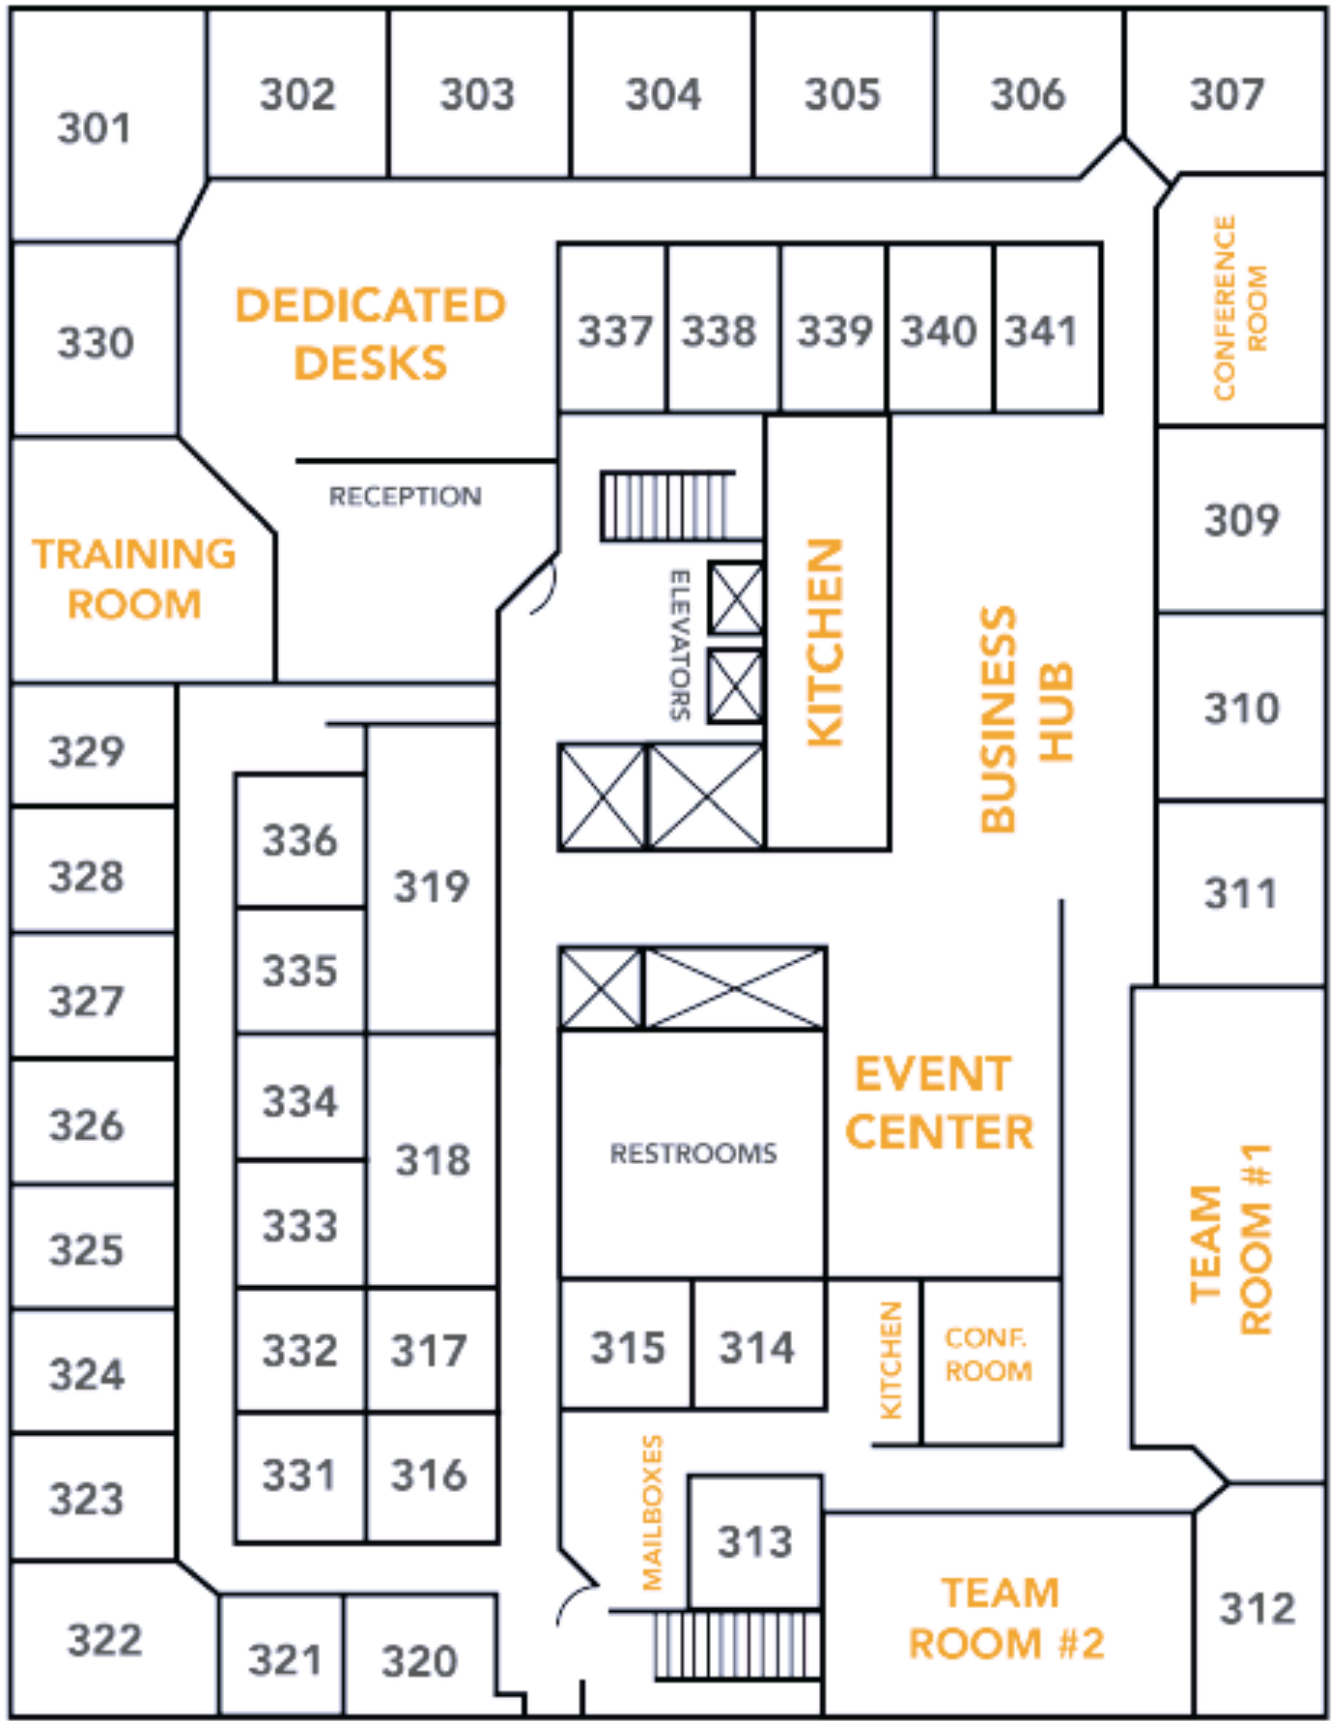 301
302
303
304
305
306
307
330
DEDICATED
DESKS
337
338
339
340
341
CONFERENCE
ROOM
RECEPTION
TRAINING
ROOM
ELEVATORS
KITCHEN
BUSINESS
HUB
309
310
311
329
328
327
326
325
324
323
322
336
335
334
333
332
331
319
318
317
316
321
320
RESTROOMS
EVENT
CENTER
315
314
KITCHEN
CONF.
ROOM
MAILBOXES
313
TEAM
ROOM #1
TEAM
ROOM #2
312